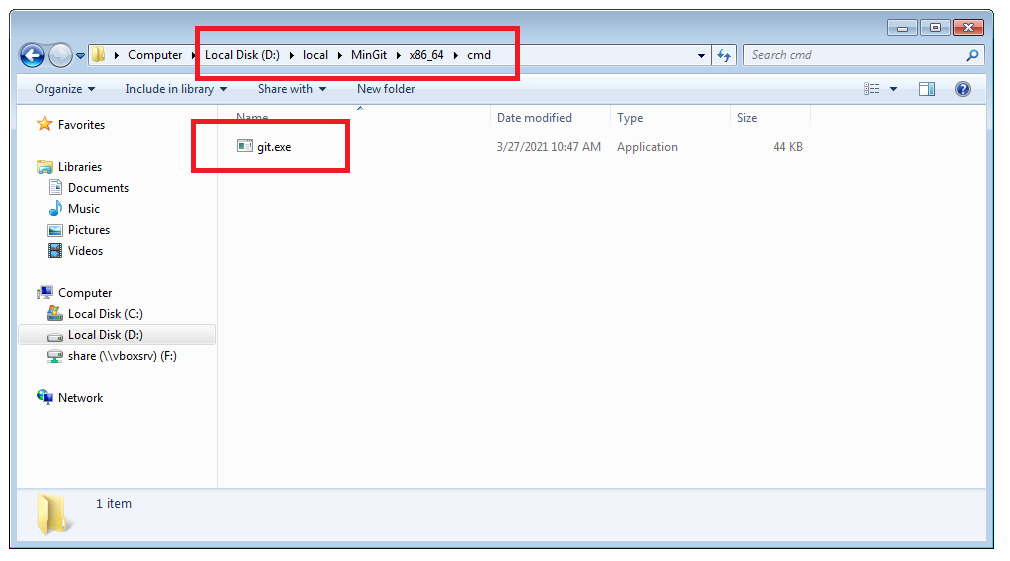 Computer Local Disk (D:) local MinGit x86_64 cmd Search cmd
Organize Include in library Share with New folder
Favorites
Libraries
Documents
Music
Pictures
Videos
Computer
Local Disk (C:)
Local Disk (D:)
share (\\vboxsrv) (F:)
Network
Name Date modified Type Size
git.exe 3/27/2021 10:47 AM Application 44 KB
1 item